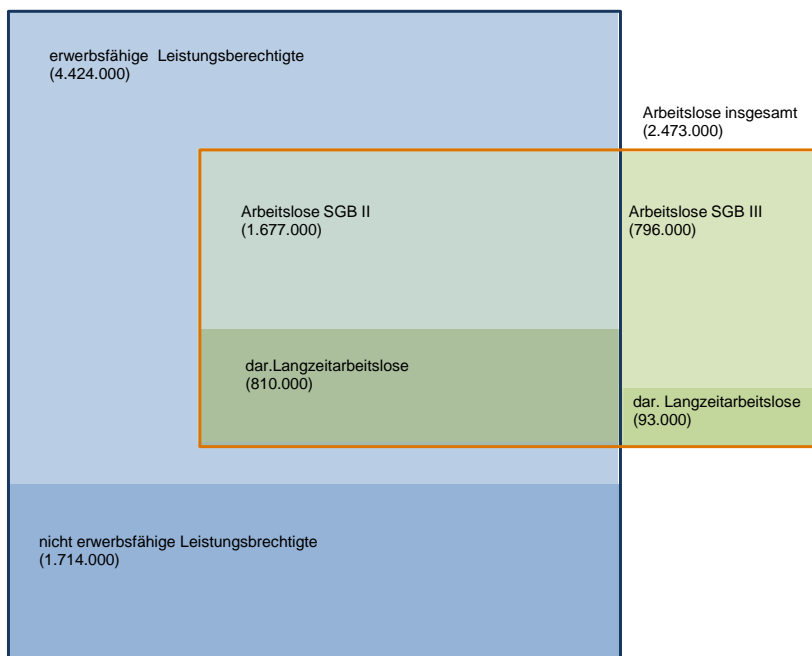 erwerbsfähige Leistungsberechtigte
(4.424.000)
Arbeitslose insgesamt
(2.473.000)
Arbeitslose SGB II
(1.677.000)
Arbeitslose SGB III
(796.000)
dar.Langzeitarbeitslose
(810.000)
dar. Langzeitarbeitslose
(93.000)
nicht erwerbsfähige Leistungsbrechtigte
(1.714.000)